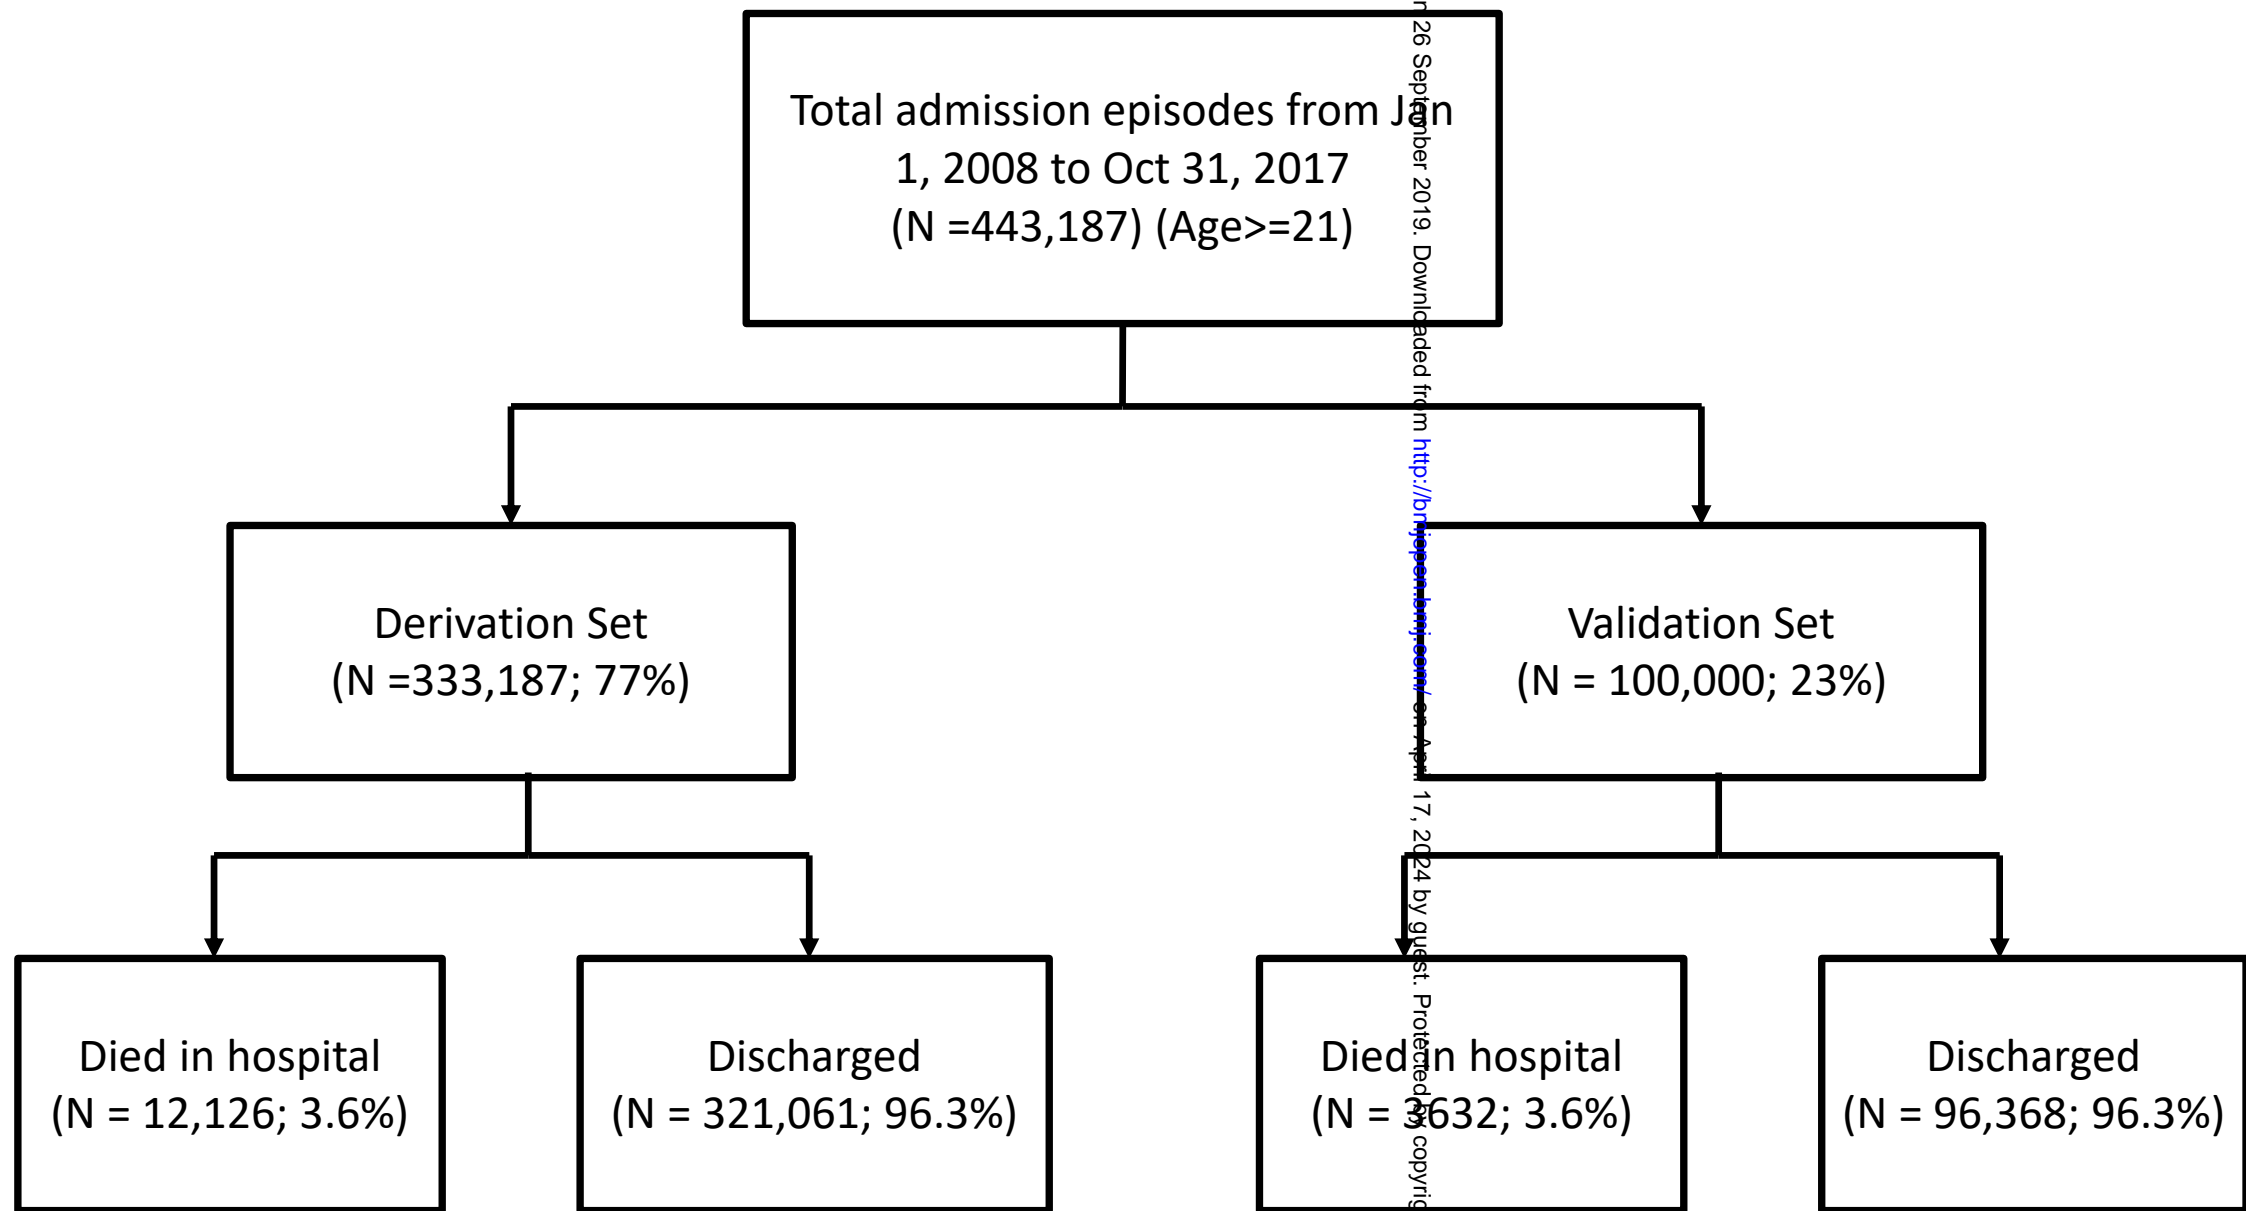 Total admission episodes from Jan
1, 2008 to Oct 31, 2017
(N =443,187) (Age>=21)
Derivation Set
(N =333,187; 77%)
Validation Set
(N = 100,000; 23%)
Died in hospital
(N = 12,126; 3.6%)
Discharged
(N = 321,061; 96.3%)
Died in hospital
(N = 3632; 3.6%)
Discharged
(N = 96,368; 96.3%)
26 September 2019. Downloaded from http://bmjopen.bmj.com/ on April 17, 2024 by guest. Protected by